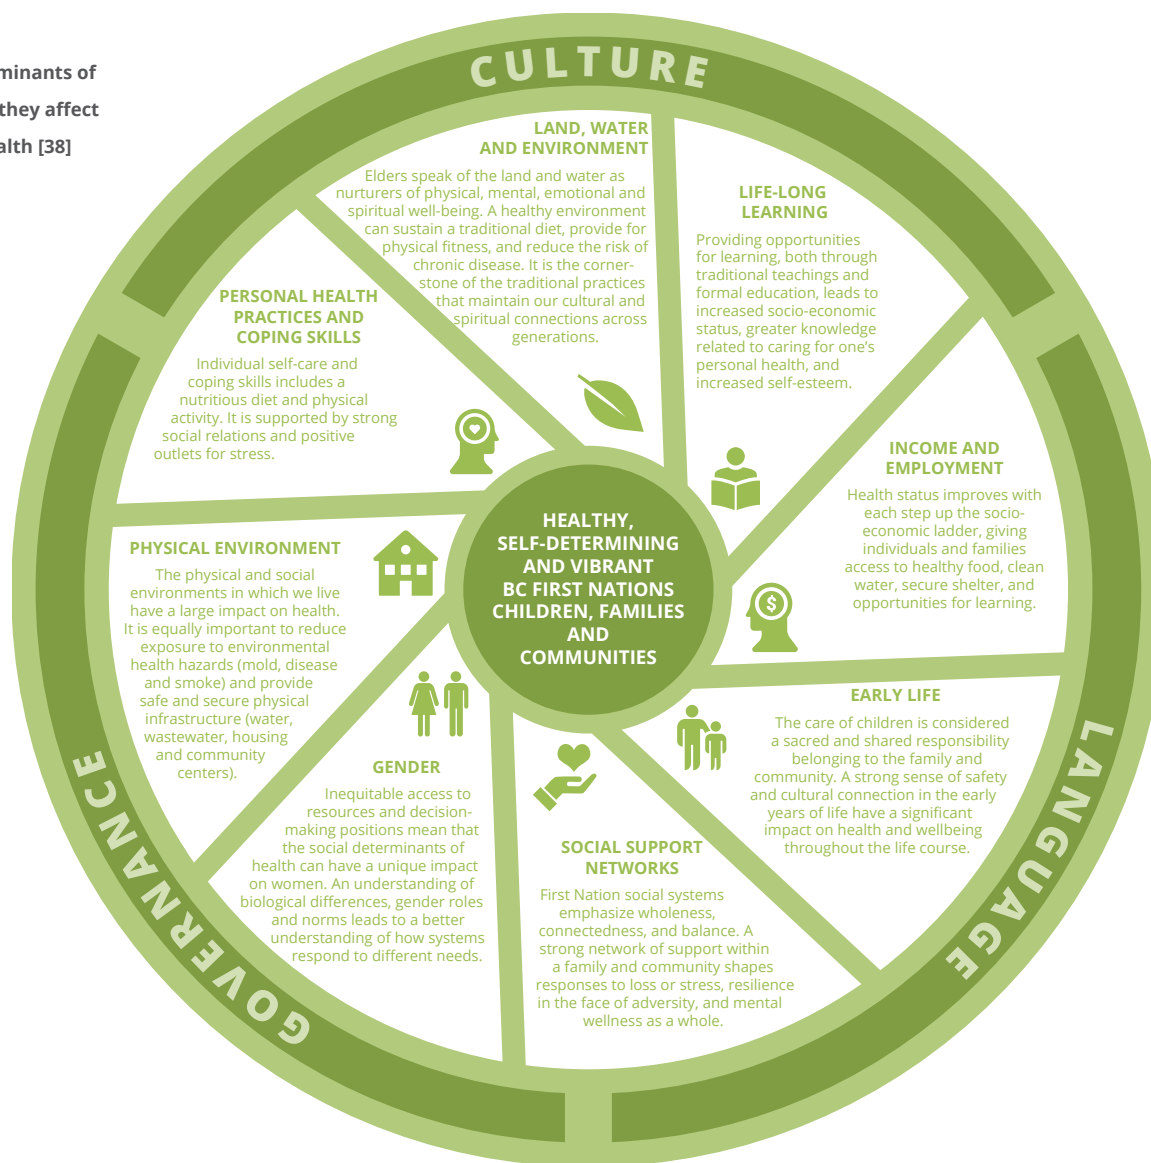 minants of
they affect
alth [38]
CULTURE
LAND, WATER
AND ENVIRONMENT
Elders speak of the land and water as
nurturers of physical, mental, emotional and
spiritual well-being. A healthy environment
can sustain a traditional diet, provide for
physical fitness, and reduce the risk of
chronic disease. It is the corner-
stone of the traditional practices
that maintain our cultural and
spiritual connections across
generations.
LIFE-LONG
LEARNING
Providing opportunities
for learning, both through
traditional teachings and
formal education, leads to
increased socio-economic
status, greater knowledge
related to caring for one's
personal health, and
increased self-esteem.
PERSONAL HEALTH
PRACTICES AND
COPING SKILLS
Individual self-care and
coping skills includes a
nutritious diet and physical
activity. It is supported by strong
social relations and positive
outlets for stress.
INCOME AND
EMPLOYMENT
Health status improves with
each step up the socio-
economic ladder, giving
individuals and families
access to healthy food, clean
water, secure shelter, and
opportunities for learning.
$
HEALTHY,
SELF-DETERMINING
AND VIBRANT
BC FIRST NATIONS
CHILDREN, FAMILIES
AND
COMMUNITIES
PHYSICAL ENVIRONMENT
The physical and social
environments in which we live
have a large impact on health.
It is equally important to reduce
exposure to environmental
health hazards (mold, disease
and smoke) and provide
safe and secure physical
infrastructure (water,
wastewater, housing
and community
centers).
EARLY LIFE
The care of children is considered
a sacred and shared responsibility
belonging to the family and
community. A strong sense of safety
and cultural connection in the early
years of life have a significant
impact on health and wellbeing
throughout the life course.
GENDER
Inequitable access to
resources and decision-
making positions mean that
the social determinants of
health can have a unique impact
on women. An understanding of
biological differences, gender roles
and norms leads to a better
understanding of how systems
respond to different needs.
SOCIAL SUPPORT
NETWORKS
First Nation social systems
emphasize wholeness,
connectedness, and balance. A
strong network of support within
a family and community shapes
responses to loss or stress, resilience
in the face of adversity, and mental
wellness as a whole.
GOVERNANCE
LANGUAGE